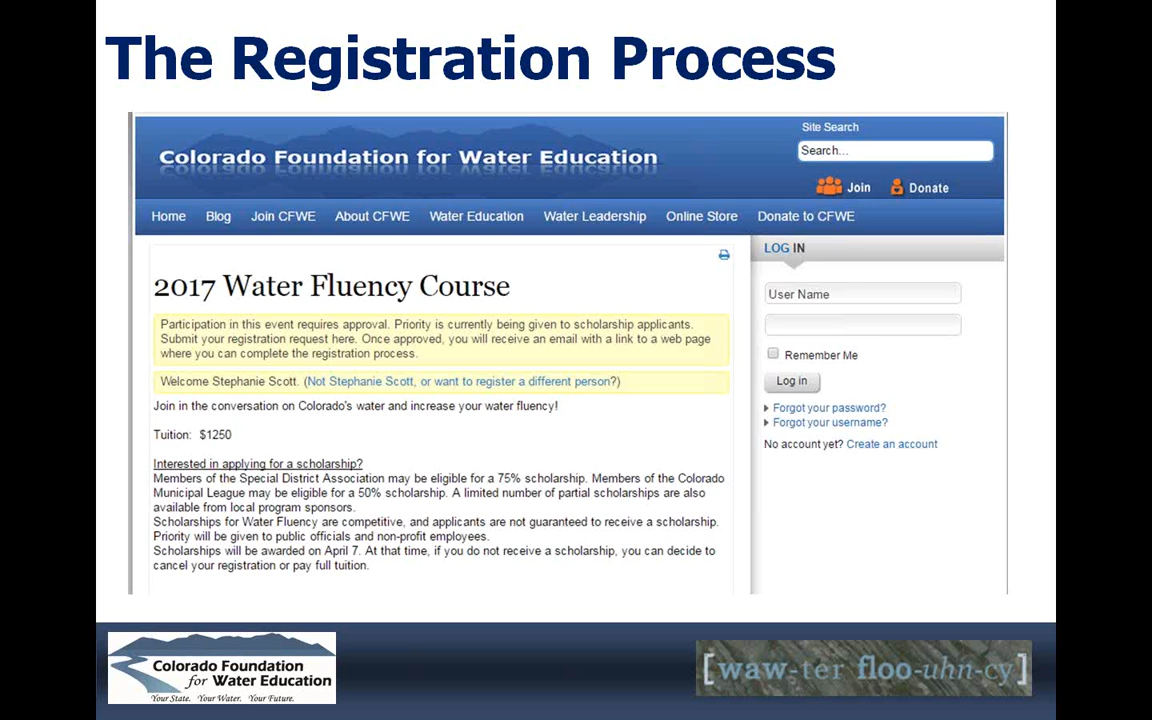 The Registration Process
Colorado Foundation for Water Education
Site Search
Search...
Join
Donate
Home Blog Join CFWE About CFWE Water Education Water Leadership Online Store Donate to CFWE
2017 Water Fluency Course
Participation in this event requires approval. Priority is currently being given to scholarship applicants.
Submit your registration request here. Once approved, you will receive an email with a link to a web page
where you can complete the registration process.
Welcome Stephanie Scott. (Not Stephanie Scott, or want to register a different person?)
Join in the conversation on Colorado's water and increase your water fluency!
Tuition: $1250
Interested in applying for a scholarship?
Members of the Special District Association may be eligible for a 75% scholarship. Members of the Colorado
Municipal League may be eligible for a 50% scholarship. A limited number of partial scholarships are also
available from local program sponsors.
Scholarships for Water Fluency are competitive, and applicants are not guaranteed to receive a scholarship.
Priority will be given to public officials and non-profit employees.
Scholarships will be awarded on April 7. At that time, if you do not receive a scholarship, you can decide to
cancel your registration or pay full tuition.
LOG IN
User Name
Remember Me
Log in
Forgot your password?
Forgot your username?
No account yet? Create an account
Colorado Foundation
for Water Education
Your State. Your Water. Your Future.
[waw-ter floo-uhn-cy]